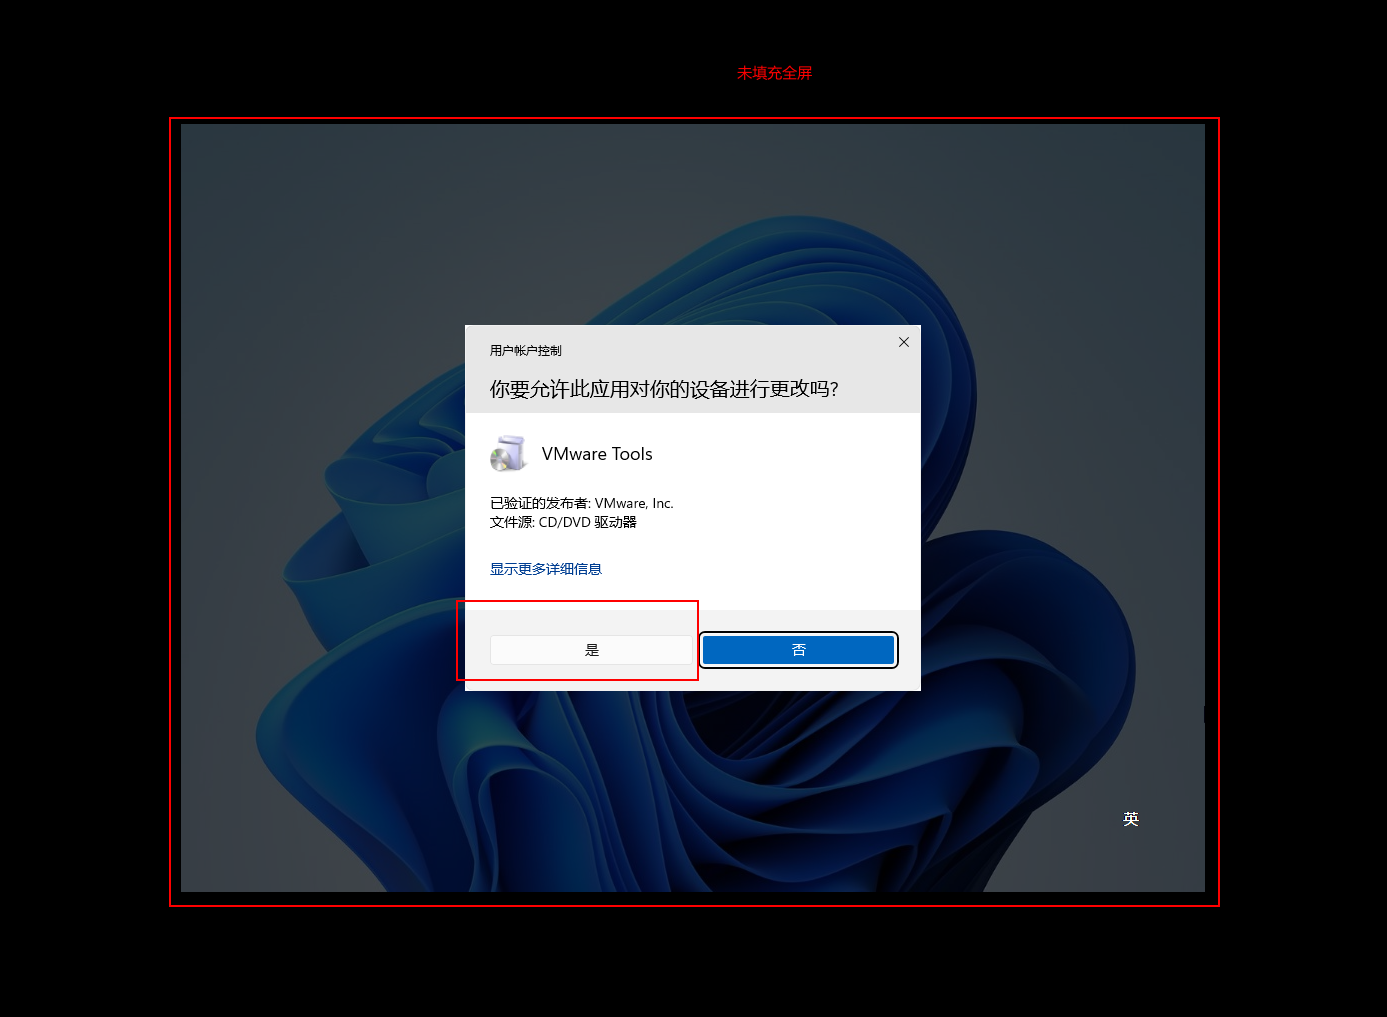 未填充全屏
用户帐户控制
你要允许此应用对你的设备进行更改吗?
VMware Tools
已验证的发布者: VMware, Inc.
文件源: CD/DVD 驱动器
显示更多详细信息
是
否
英